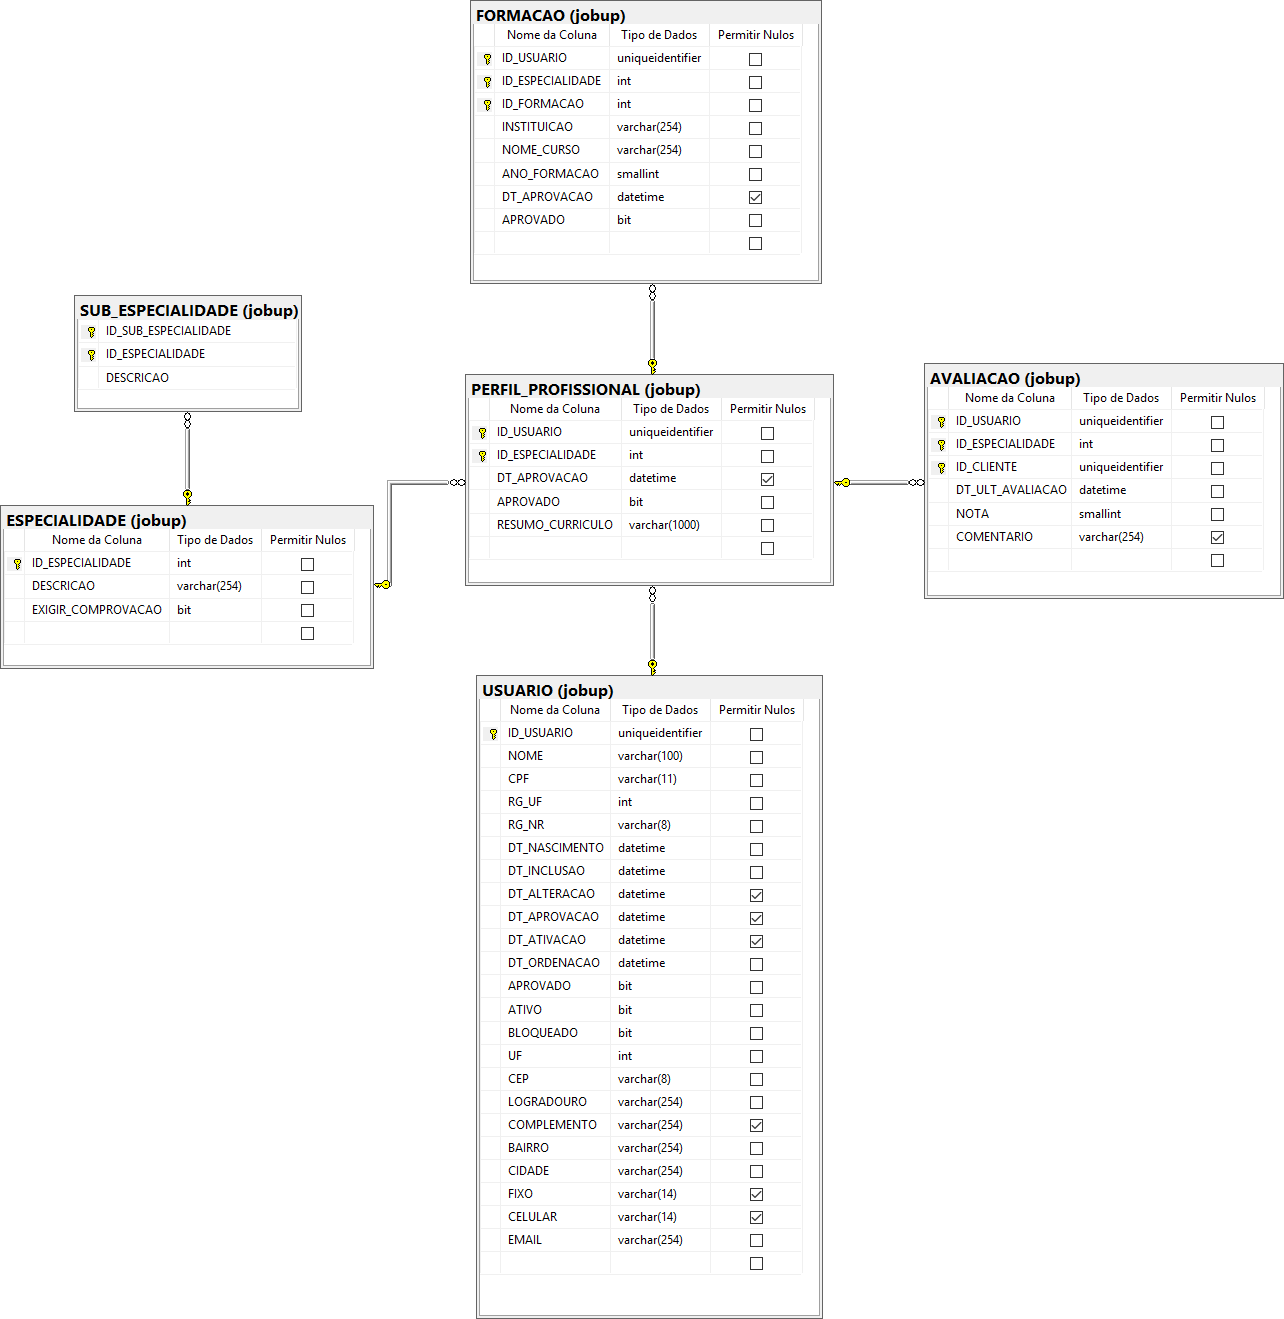 FORMACAO (jobup)
Nome da Coluna Tipo de Dados Permitir Nulos
ID_USUARIO uniqueidentifier
ID_ESPECIALIDADE int
ID_FORMACAO int
INSTITUICAO varchar(254)
NOME_CURSO varchar(254)
ANO_FORMACAO smallint
DT_APROVACAO datetime
APROVADO bit
SUB_ESPECIALIDADE (jobup)
ID_SUB_ESPECIALIDADE
ID_ESPECIALIDADE
DESCRICAO
PERFIL_PROFISSIONAL (jobup)
Nome da Coluna Tipo de Dados Permitir Nulos
ID_USUARIO uniqueidentifier
ID_ESPECIALIDADE int
DT_APROVACAO datetime
APROVADO bit
RESUMO_CURRICULO varchar(1000)
AVALIACAO (jobup)
Nome da Coluna Tipo de Dados Permitir Nulos
ID_USUARIO uniqueidentifier
ID_ESPECIALIDADE int
ID_CLIENTE uniqueidentifier
DT_ULT_AVALIACAO datetime
NOTA smallint
COMENTARIO varchar(254)
ESPECIALIDADE (jobup)
Nome da Coluna Tipo de Dados Permitir Nulos
ID_ESPECIALIDADE int
DESCRICAO varchar(254)
EXIGIR_COMPROVACAO bit
USUARIO (jobup)
Nome da Coluna Tipo de Dados Permitir Nulos
ID_USUARIO uniqueidentifier
NOME varchar(100)
CPF varchar(11)
RG_UF int
RG_NR varchar(8)
DT_NASCIMENTO datetime
DT_INCLUSAO datetime
DT_ALTERACAO datetime
DT_APROVACAO datetime
DT_ATIVACAO datetime
DT_ORDENACAO datetime
APROVADO bit
ATIVO bit
BLOQUEADO bit
UF int
CEP varchar(8)
LOGRADOURO varchar(254)
COMPLEMENTO varchar(254)
BAIRRO varchar(254)
CIDADE varchar(254)
FIXO varchar(14)
CELULAR varchar(14)
EMAIL varchar(254)